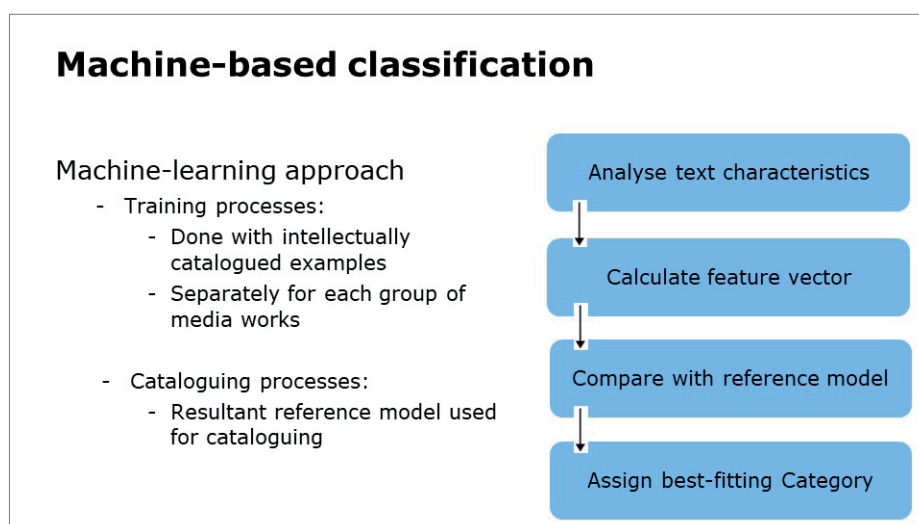 Machine-based classification
Machine-learning approach
- Training processes:
- Done with intellectually
catalogued examples
- Separately for each group of
media works
- Cataloguing processes:
- Resultant reference model used
for cataloguing
Analyse text characteristics
Calculate feature vector
Compare with reference model
Assign best-fitting Category